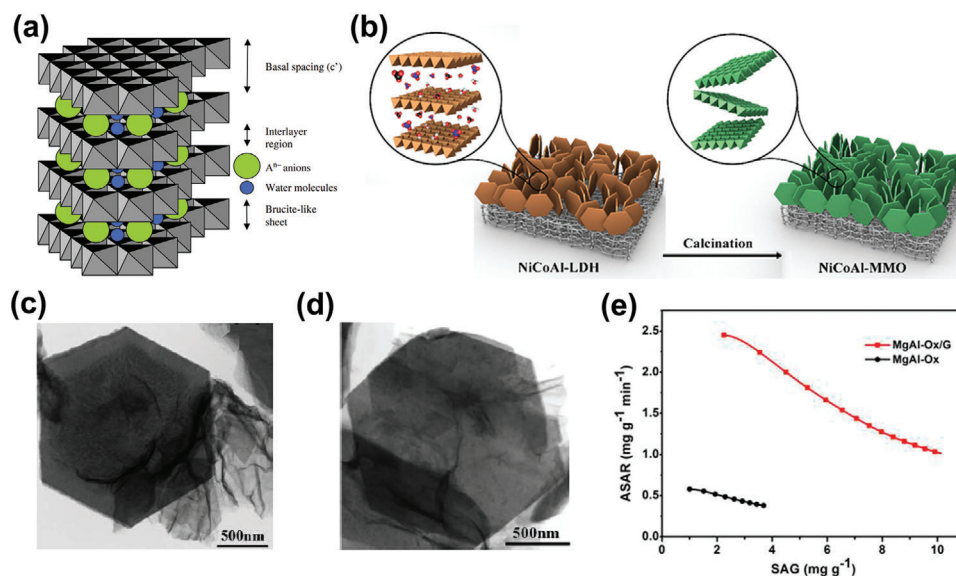 (a)
Basal spacing (c')
Interlayer
region
Aⁿ⁻ anions
Water molecules
Brucite-like
sheet
(b)
NiCoAl-LDH
Calcination
NiCoAl-MMO
(c)
500nm
(d)
500nm
(e)
ASAR (mg g⁻¹ min⁻¹)
2.5
2.0
1.5
1.0
0.5
0.0
MgAl-Ox/G
MgAl-Ox
0 2 4 6 8 10
SAG (mg g⁻¹)